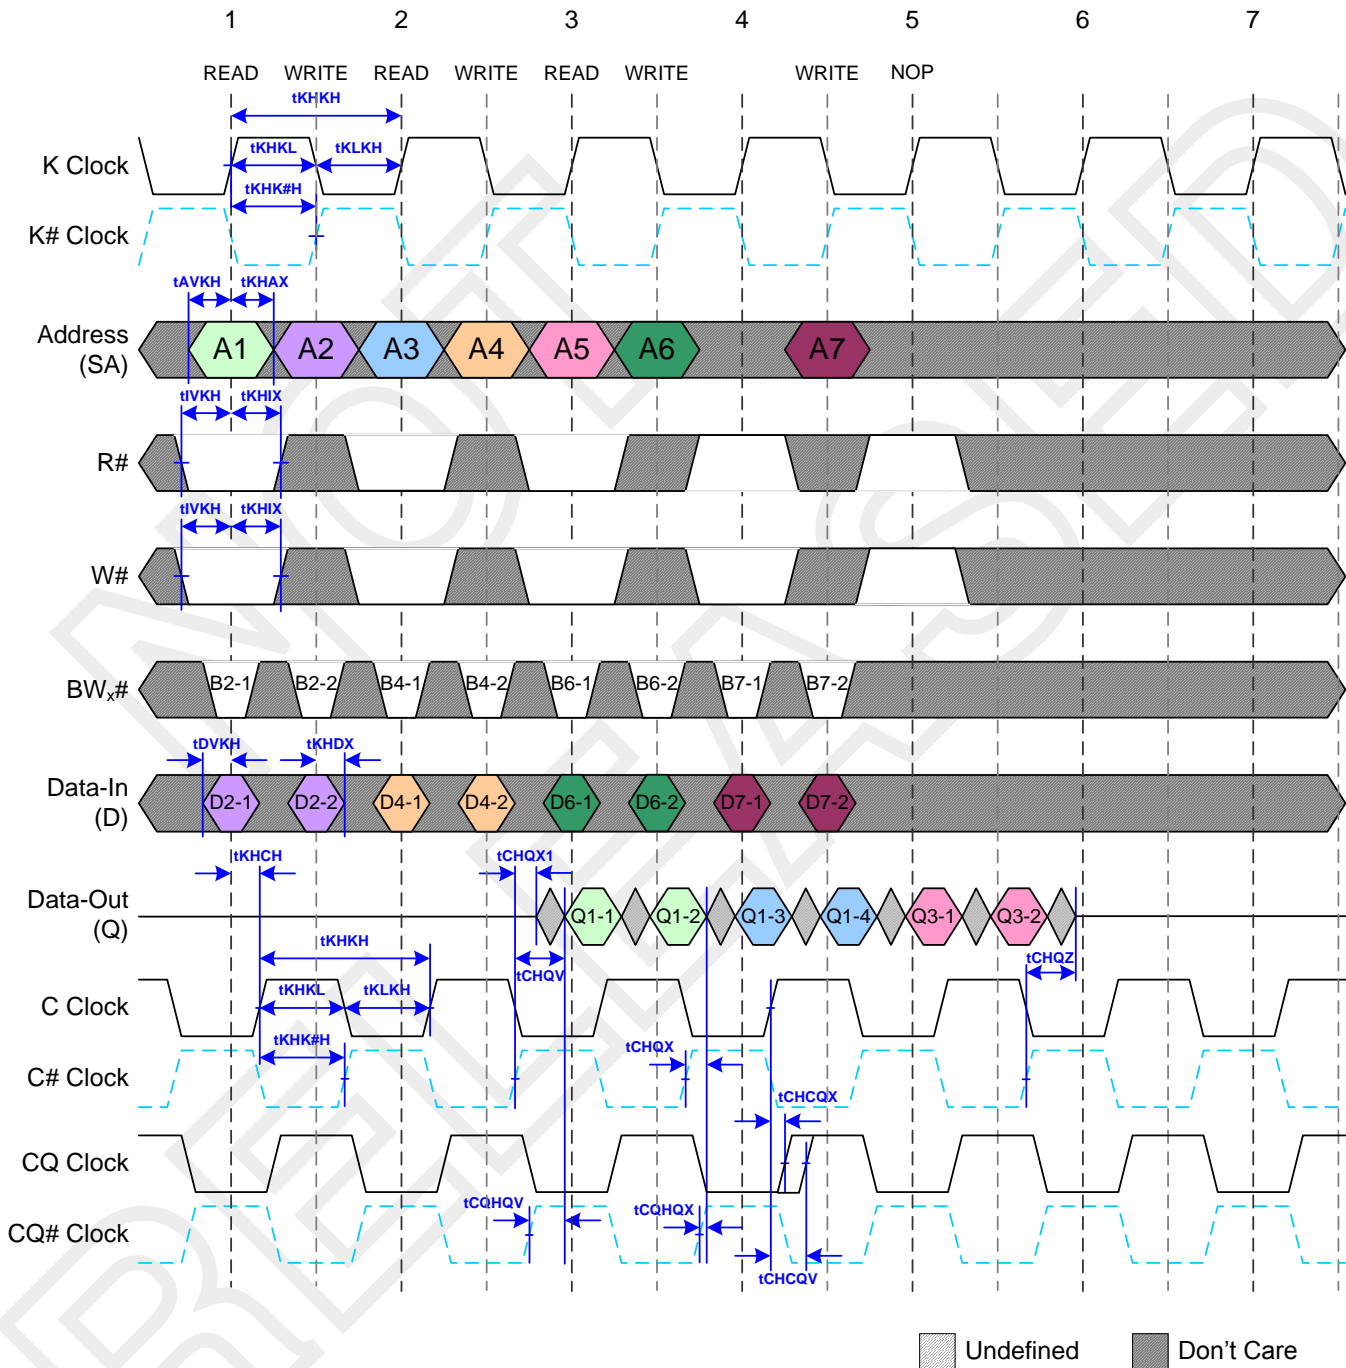 1 2 3 4 5 6 7
READ WRITE READ WRITE READ WRITE WRITE NOP
tKHKH
K Clock tKHKL tKLKH
tKHK#H
K# Clock
tAVKH tKHAX
Address
(SA)
A1 A2 A3 A4 A5 A6 A7
tIVKH tKHIX
R#
tIVKH tKHIX
W#
BWx# B2-1 B2-2 B4-1 B4-2 B6-1 B6-2 B7-1 B7-2
tDVKH tKHDX
Data-In
(D)
D2-1 D2-2 D4-1 D4-2 D6-1 D6-2 D7-1 D7-2
tKHCH tCHQX1
Data-Out
(Q)
Q1-1 Q1-2 Q1-3 Q1-4 Q3-1 Q3-2
tKHKH tCHQV tCHQZ
C Clock tKHKL tKLKH
tKHK#H tCHQX
C# Clock
tCHCQX
CQ Clock
tCQHQV tCQHQX
CQ# Clock
tCHCQV
Undefined Don't Care
NOT
RELEASED